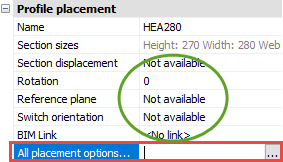 Profile placement
Name HEA280
Section sizes Height: 270 Width: 280 Web
Section displacement Not available
Rotation 0
Reference plane Not available
Switch orientation Not available
BIM Link <No link>
All placement options... ...